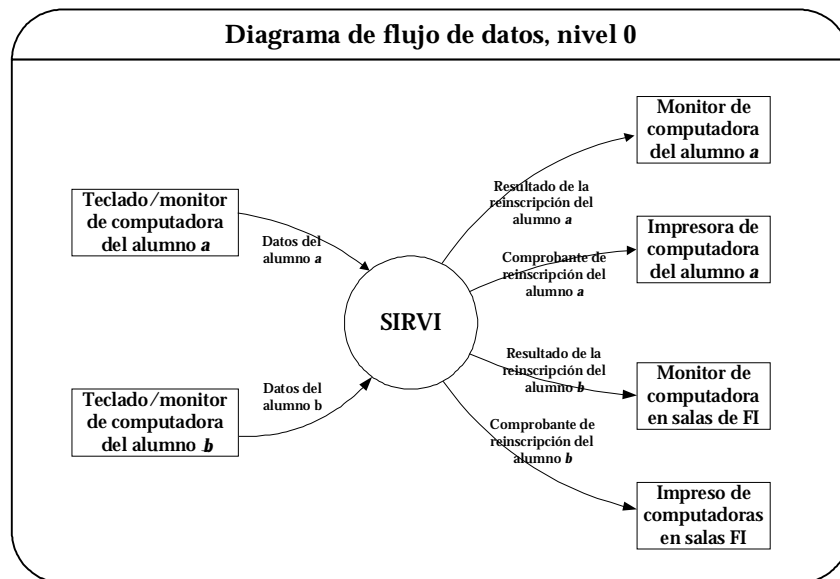 Diagrama de flujo de datos, nivel 0
Teclado/monitor
de computadora
del alumno a
Datos del
alumno a
Teclado/monitor
de computadora
del alumno b
Datos del
alumno b
SIRVI
Resultado de la
reinscripción del
alumno a
Monitor de
computadora
del alumno a
Comprobante de
reinscripción del
alumno a
Impresora de
computadora
del alumno a
Resultado de la
reinscripción del
alumno b
Monitor de
computadora
en salas de FI
Comprobante de
reinscripción del
alumno b
Impreso de
computadoras
en salas FI